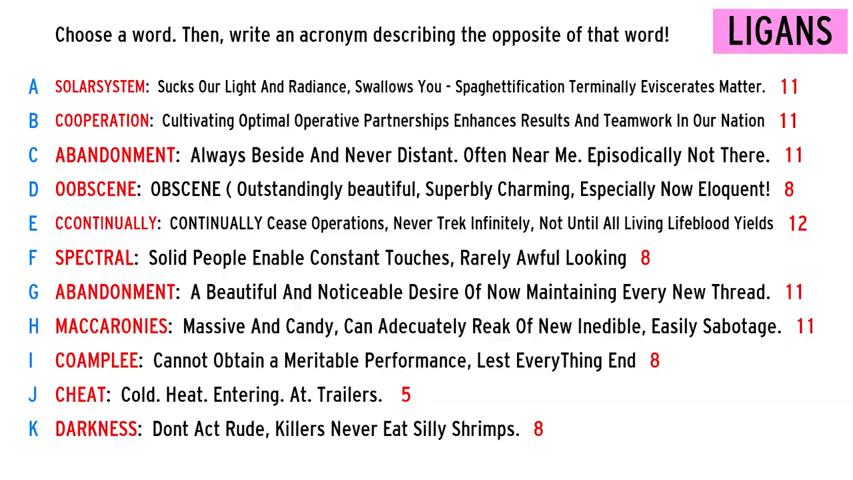 Choose a word. Then, write an acronym describing the opposite of that word!
LIGANS
A SOLARSYSTEM: Sucks Our Light And Radiance, Swallows You - Spaghettification Terminally Eviscerates Matter. 11
B COOPERATION: Cultivating Optimal Operative Partnerships Enhances Results And Teamwork In Our Nation 11
C ABANDONMENT: Always Beside And Never Distant. Often Near Me. Episodically Not There. 11
D OOBSCENE: OBSCENE ( Outstandingly beautiful, Superbly Charming, Especially Now Eloquent! 8
E CCONTINUALLY: CONTINUALLY Cease Operations, Never Trek Infinitely, Not Until All Living Lifeblood Yields 12
F SPECTRAL: Solid People Enable Constant Touches, Rarely Awful Looking 8
G ABANDONMENT: A Beautiful And Noticeable Desire Of Now Maintaining Every New Thread. 11
H MACCARONIES: Massive And Candy, Can Adecuately Reak Of New Inedible, Easily Sabotage. 11
I COAMPLEE: Cannot Obtain a Meritable Performance, Lest EveryThing End 8
J CHEAT: Cold. Heat. Entering. At. Trailers. 5
K DARKNESS: Dont Act Rude, Killers Never Eat Silly Shrimps. 8